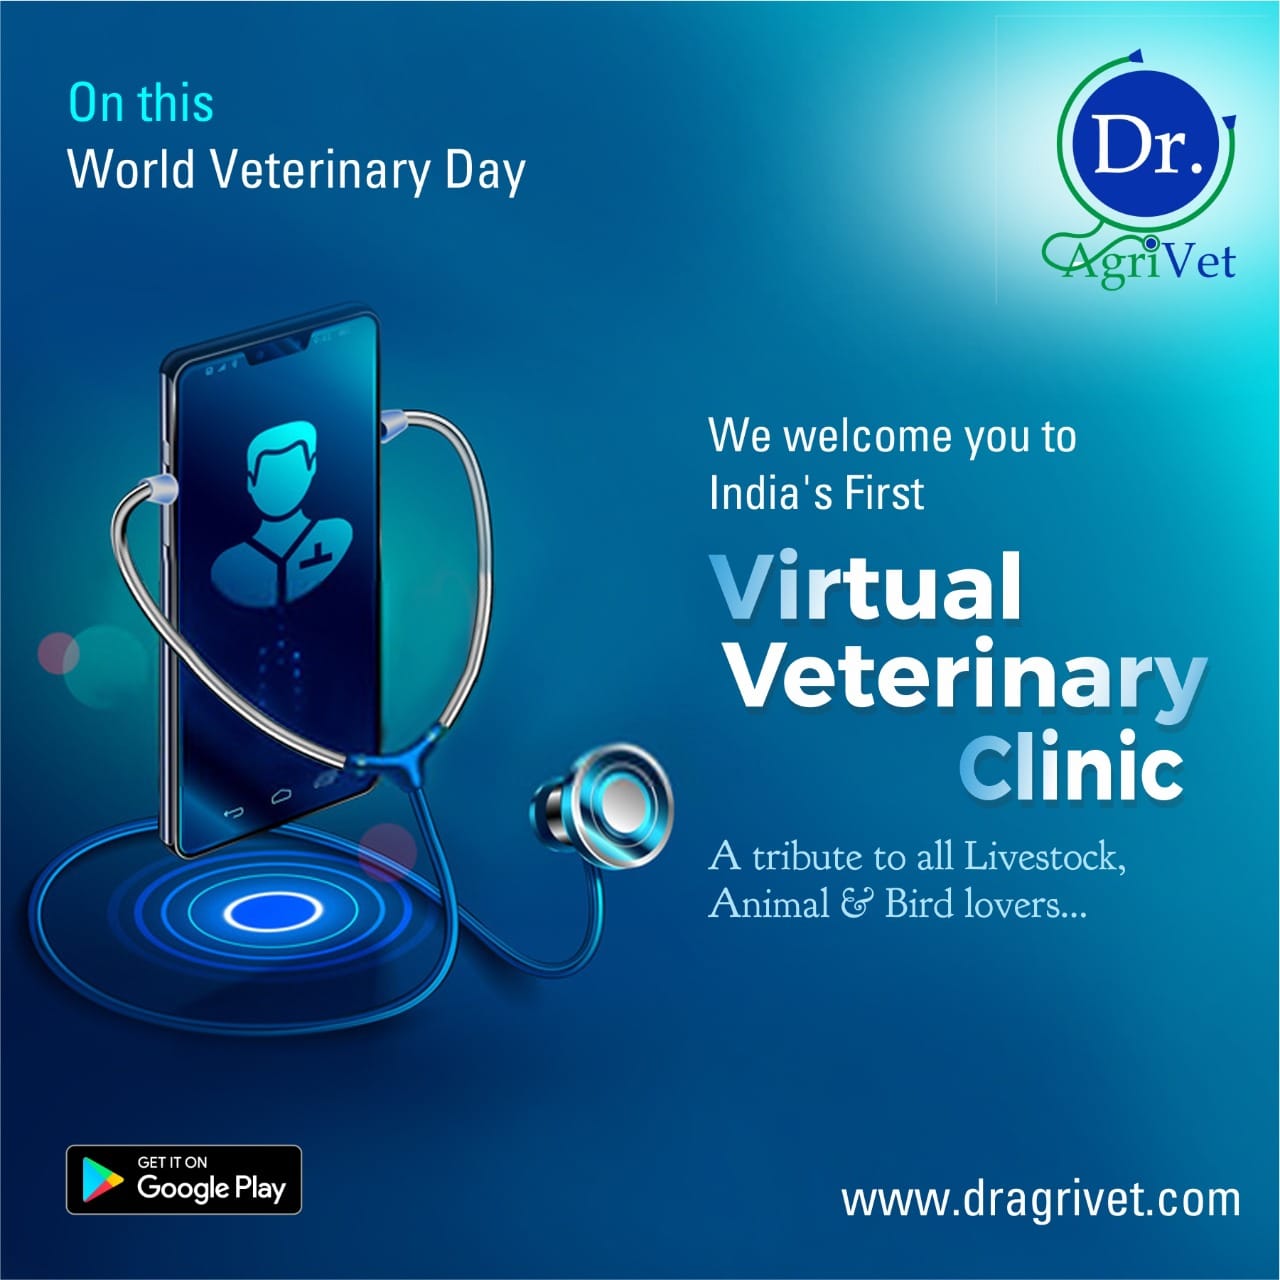 On this
World Veterinary Day
Dr.
AgriVet
We welcome you to
India's First
Virtual
Veterinary
Clinic
A tribute to all Livestock,
Animal & Bird lovers...
GET IT ON
Google Play
www.dragrivet.com